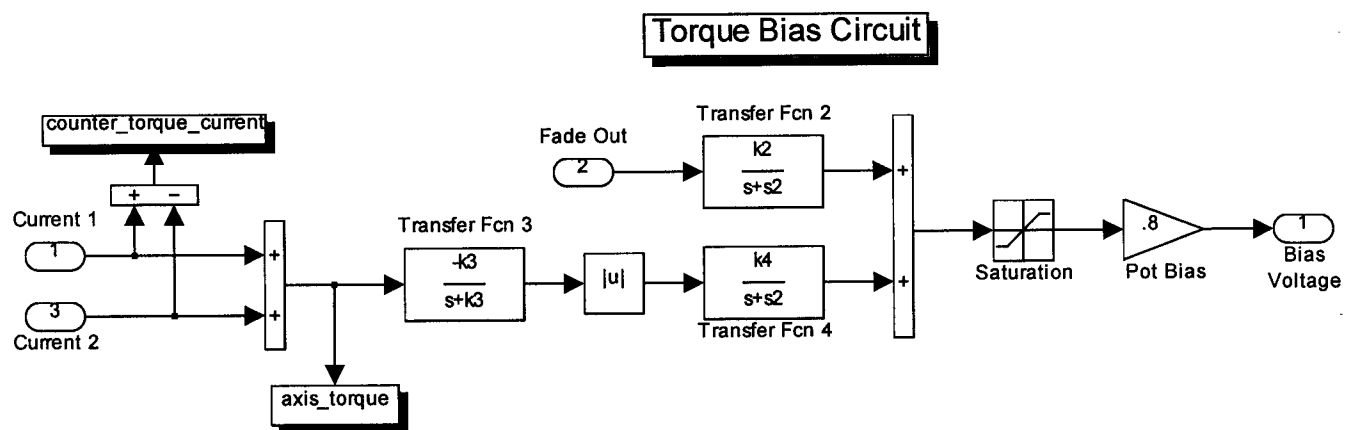 Torque Bias Circuit
counter_torque_current
+ −
Current 1
1
3
Current 2
+
+
axis_torque
Transfer Fcn 3
-k3
s+k3
|u|
Fade Out
2
Transfer Fcn 2
k2
s+s2
k4
s+s2
Transfer Fcn 4
+
+
Saturation
.8
Pot Bias
1
Bias
Voltage